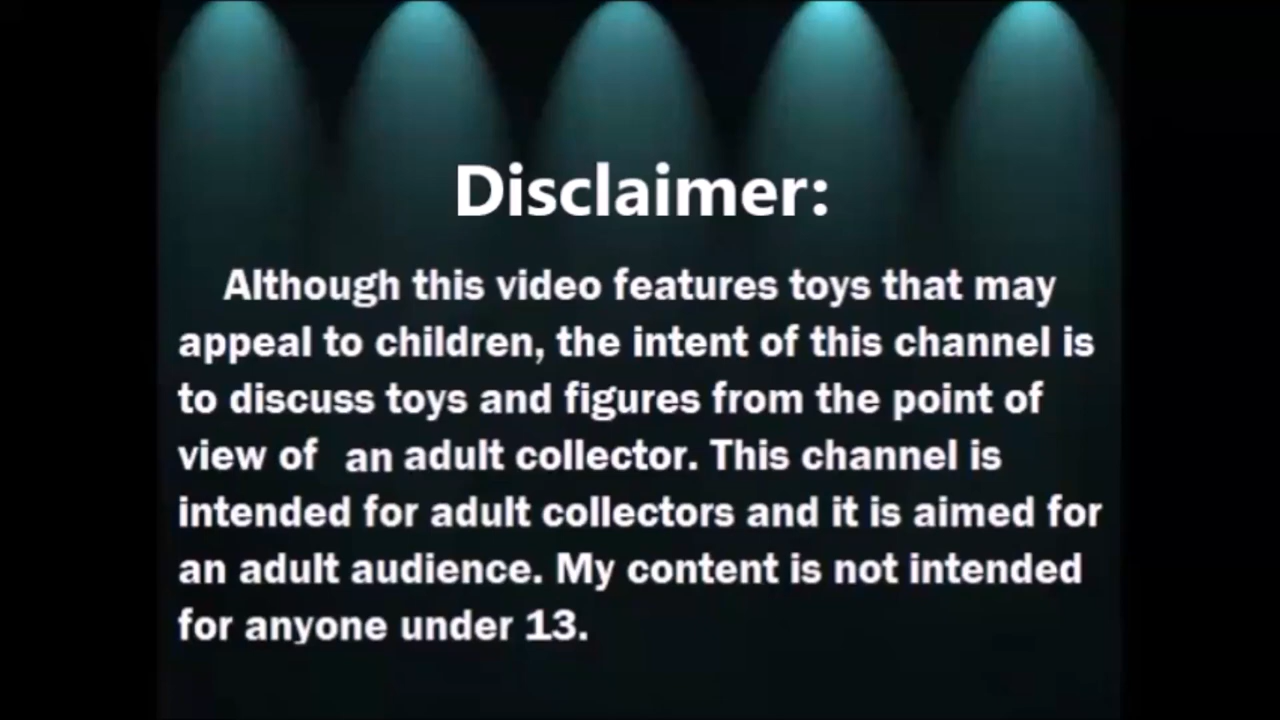 Disclaimer:
Although this video features toys that may
appeal to children, the intent of this channel is
to discuss toys and figures from the point of
view of an adult collector. This channel is
intended for adult collectors and it is aimed for
an adult audience. My content is not intended
for anyone under 13.